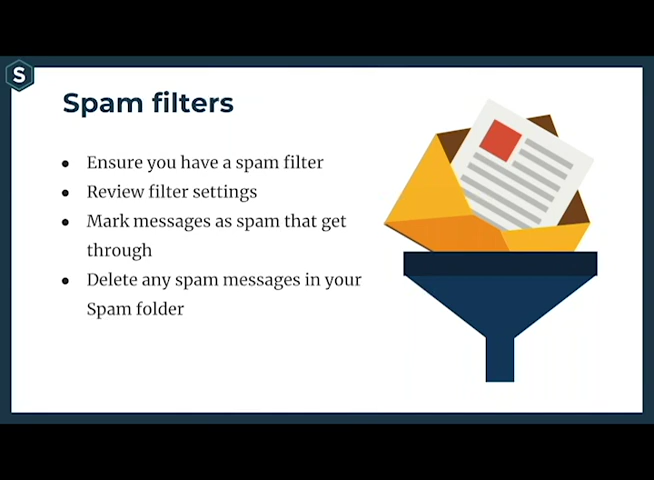 S
Spam filters
● Ensure you have a spam filter
● Review filter settings
● Mark messages as spam that get
through
● Delete any spam messages in your
Spam folder